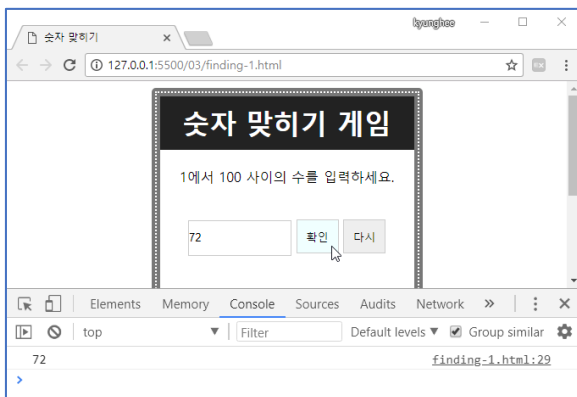 kyunghee
숫자 맞히기
127.0.0.1:5500/03/finding-1.html
숫자 맞히기 게임
1에서 100 사이의 수를 입력하세요.
72 확인 다시
Elements Memory Console Sources Audits Network »
top Filter Default levels Group similar
72 finding-1.html:29
>